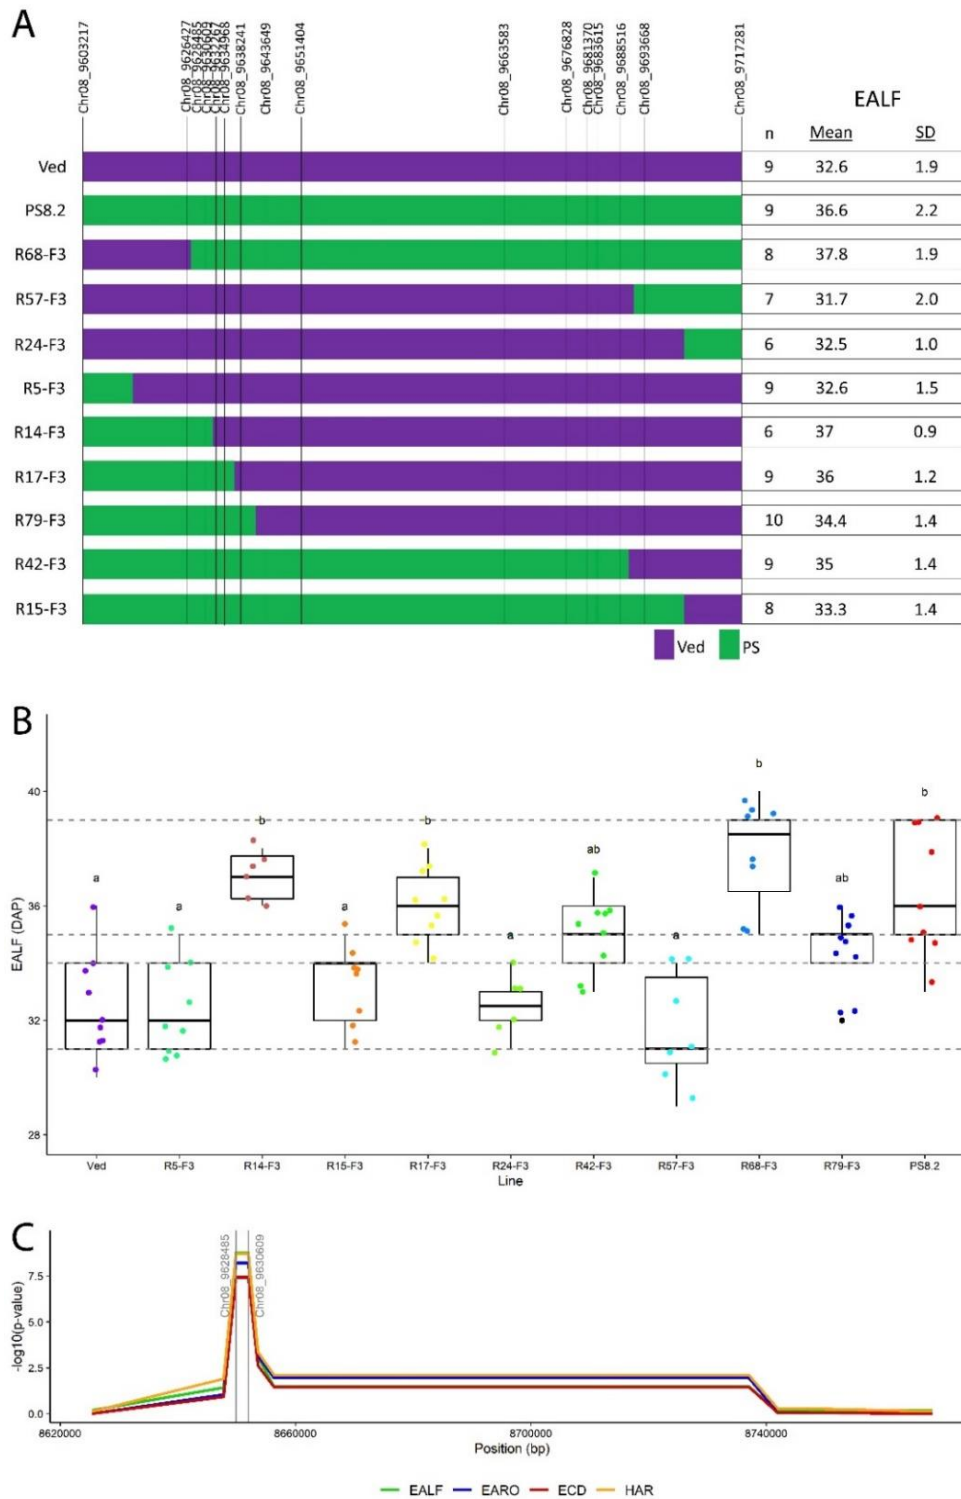 A
Chr08_9603217
Chr08_9626427
Chr08_9628485
Chr08_9630609
Chr08_9632267
Chr08_9634968
Chr08_9638241
Chr08_9643649
Chr08_9651404
Chr08_9663583
Chr08_9676828
Chr08_9681370
Chr08_9683615
Chr08_9688516
Chr08_9693668
Chr08_9717281
EALF
n Mean SD
Ved 9 32.6 1.9
PS8.2 9 36.6 2.2
R68-F3 8 37.8 1.9
R57-F3 7 31.7 2.0
R24-F3 6 32.5 1.0
R5-F3 9 32.6 1.5
R14-F3 6 37 0.9
R17-F3 9 36 1.2
R79-F3 10 34.4 1.4
R42-F3 9 35 1.4
R15-F3 8 33.3 1.4
Ved PS
B
EALF (DAP)
40
36
32
28
a a b a b a ab a b ab b
Ved R5-F3 R14-F3 R15-F3 R17-F3 R24-F3 R42-F3 R57-F3 R68-F3 R79-F3 PS8.2
Line
C
-log10(p-value)
7.5
5.0
2.5
0.0
Chr08_9628485
Chr08_9630609
8620000 8660000 8700000 8740000
Position (bp)
EALF EARO ECD HAR